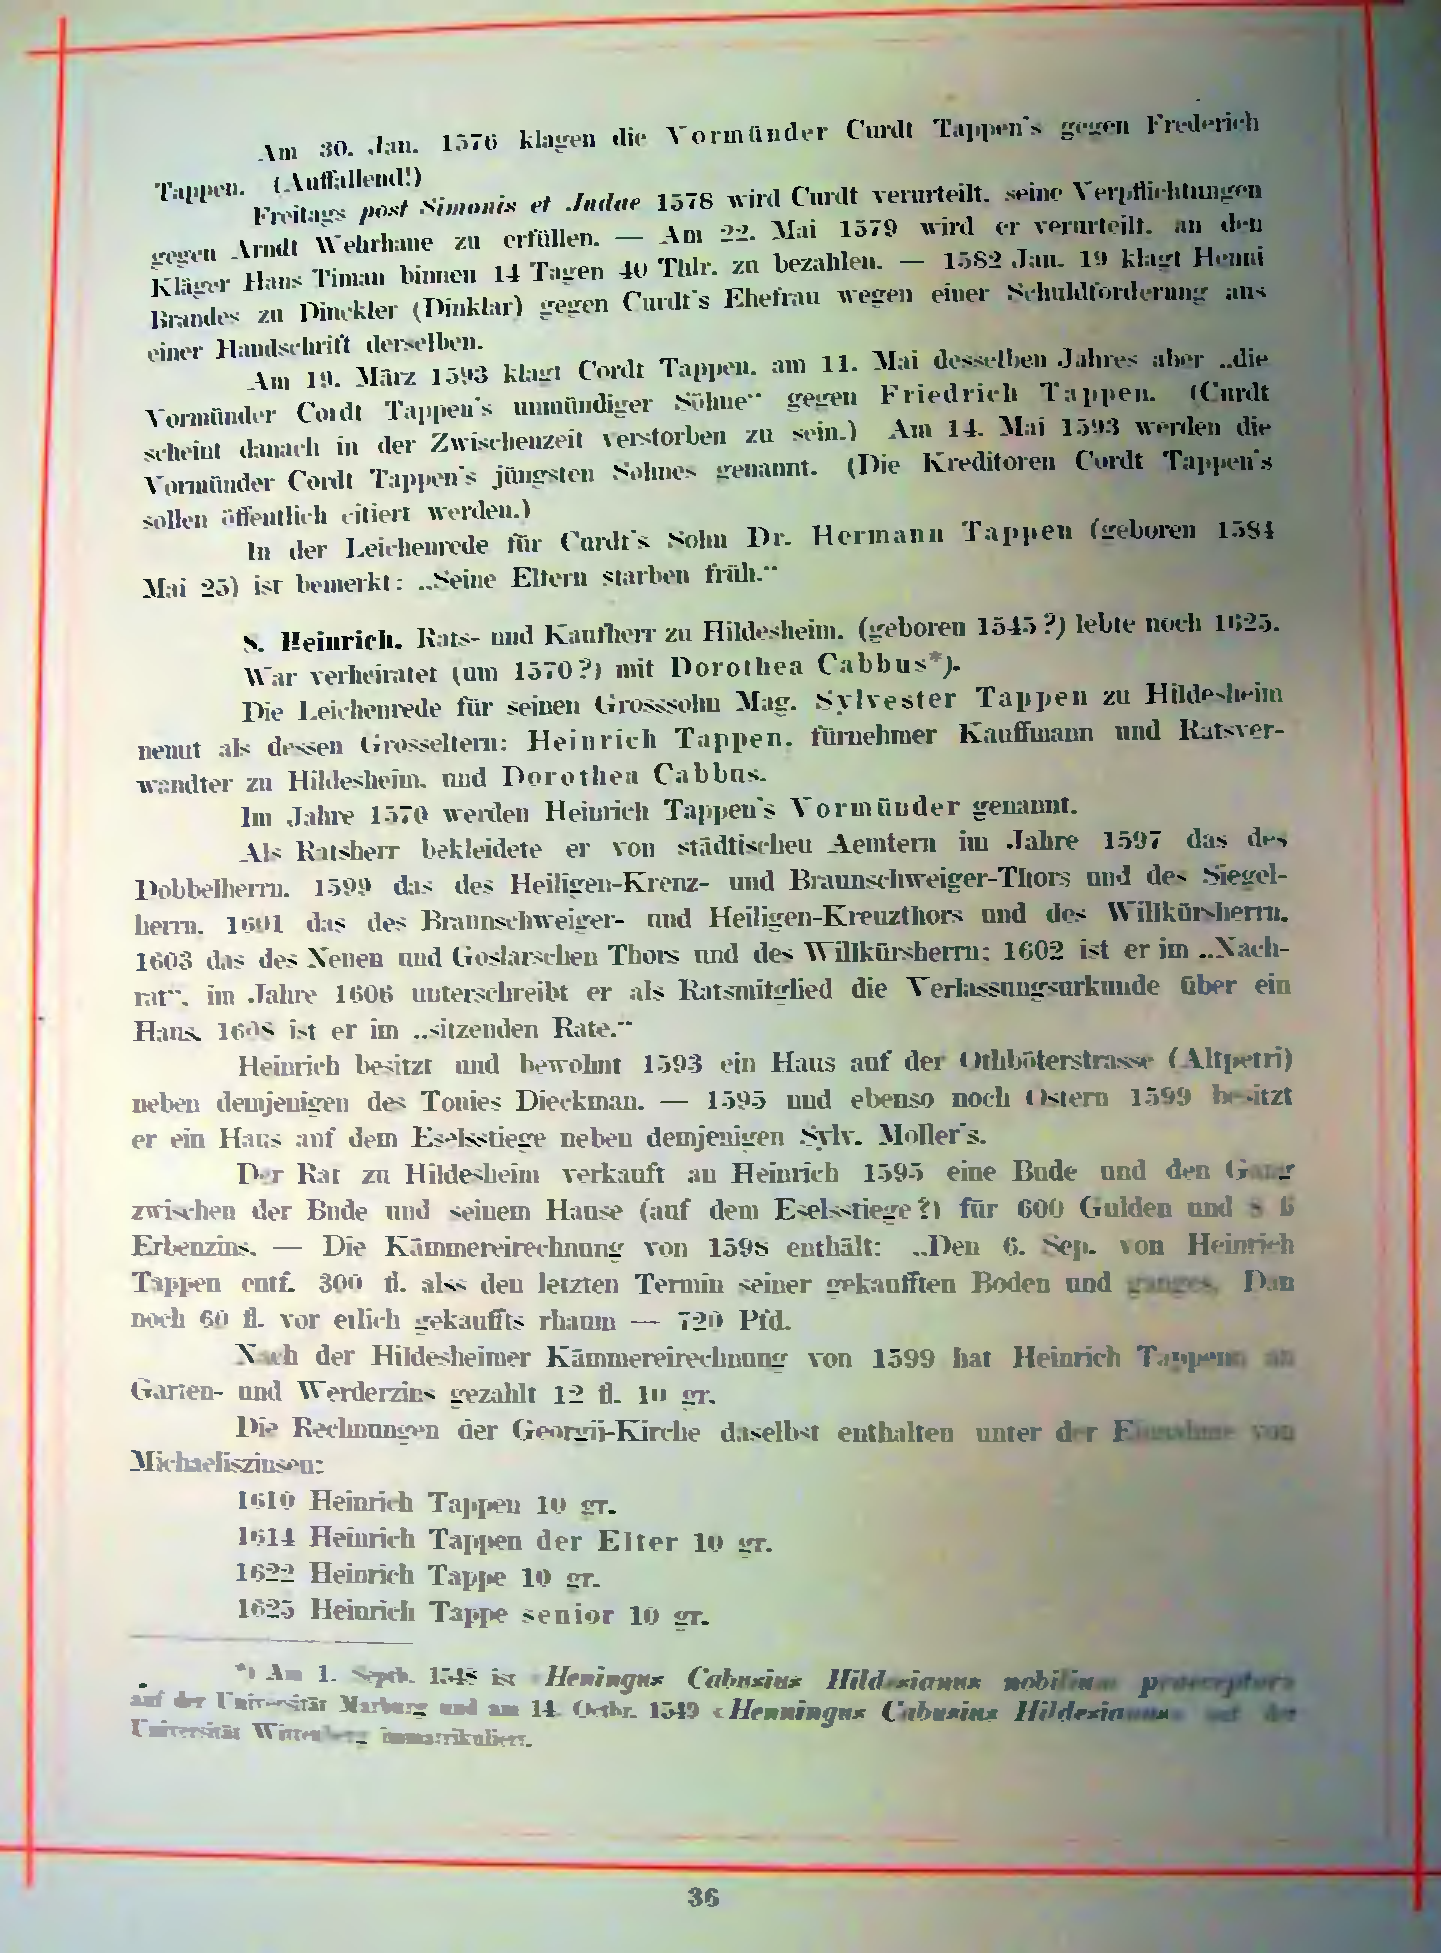 Am 30. Jan. 1576 klagen die Vormünder Curdt Tappen's gegen Frederich
Tappen. (Auffallend!)
Freitags post Simonis et Judae 1578 wird Curdt verurteilt, seine Verpflichtungen
gegen Arndt Wehrhane zu erfüllen. — Am 22. Mai 1579 wird er verurteilt, an den
Kläger Hans Timan binnen 14 Tagen 40 Thlr. zu bezahlen. — 1582 Jan. 19 klagt Henni
Brandes zu Dinckler (Dinklar) gegen Curdt's Ehefrau wegen einer Schuldforderung aus
einer Handschrift derselben.
Am 19. März 1593 klagt Cordt Tappen, am 11. Mai desselben Jahres aber „die
Vormünder Cordt Tappen's unmündiger Söhne“ gegen Friedrich Tappen. (Curdt
scheint danach in der Zwischenzeit verstorben zu sein.) Am 14. Mai 1593 werden die
Vormünder Cordt Tappen's jüngsten Sohnes genannt. (Die Kreditoren Cordt Tappen's
sollen öffentlich citiert werden.)
In der Leichenrede für Curdt's Sohn Dr. Hermann Tappen (geboren 1584
Mai 25) ist bemerkt: „Seine Eltern starben früh.“
8. Heinrich, Rats- und Kaufherr zu Hildesheim, (geboren 1545?) lebte noch 1625.
War verheiratet (um 1570?) mit Dorothea Cabbus*).
Die Leichenrede für seinen Grosssohn Mag. Sylvester Tappen zu Hildesheim
nennt als dessen Grosseltern: Heinrich Tappen, fürnehmer Kauffmann und Ratsver-
wandter zu Hildesheim, und Dorothea Cabbus.
Im Jahre 1570 werden Heinrich Tappen's Vormünder genannt.
Als Ratsherr bekleidete er von städtischen Aemtern im Jahre 1597 das des
Dobbelherrn, 1599 das des Heiligen-Kreuz- und Braunschweiger-Thors und des Siegel-
herrn, 1601 das des Braunschweiger- und Heiligen-Kreuzthors und des Willkürsherrn,
1603 das des Neuen und Goslarschen Thors und des Willkürsherrn; 1602 ist er im „Nach-
rat“, im Jahre 1606 unterschreibt er als Ratsmitglied die Verlassungsurkunde über ein
Haus, 1608 ist er im „sitzenden Rate.“
Heinrich besitzt und bewohnt 1593 ein Haus auf der Othböterstrasse (Altpetri)
neben demjenigen des Tonies Dieckman. — 1595 und ebenso noch Ostern 1599 besitzt
er ein Haus auf dem Eselsstiege neben demjenigen Sylv. Moller's.
Der Rat zu Hildesheim verkauft an Heinrich 1595 eine Bude und den Gang
zwischen der Bude und seinem Hause (auf dem Eselsstiege?) für 600 Gulden und 8 ß
Erbenzins. — Die Kämmereirechnung von 1598 enthält: „Den 6. Sep. von Heinrich
Tappen entf. 300 fl. alss den letzten Termin seiner gekaufften Boden und ganges. Dan
noch 60 fl. vor etlich gekauffts rhaum — 720 Pfd.
Nach der Hildesheimer Kämmereirechnung von 1599 hat Heinrich Tappenn an
Garten- und Werderzins gezahlt 12 fl. 10 gr.
Die Rechnungen der Georgii-Kirche daselbst enthalten unter der Einnahme von
Michaeliszinsen:
1610 Heinrich Tappen 10 gr.
1614 Heinrich Tappen der Elter 10 gr.
1622 Heinrich Tappe 10 gr.
1625 Heinrich Tappe senior 10 gr.
*) Am 1. Septb. 1548 ist «Heningus Cabusius Hildesianus nobilium praeceptor»
auf der Universität Marburg und am 14. Octbr. 1549 «Henningus Cabusius Hildesianus» auf der
Universität Wittenberg immatrikuliert.
36